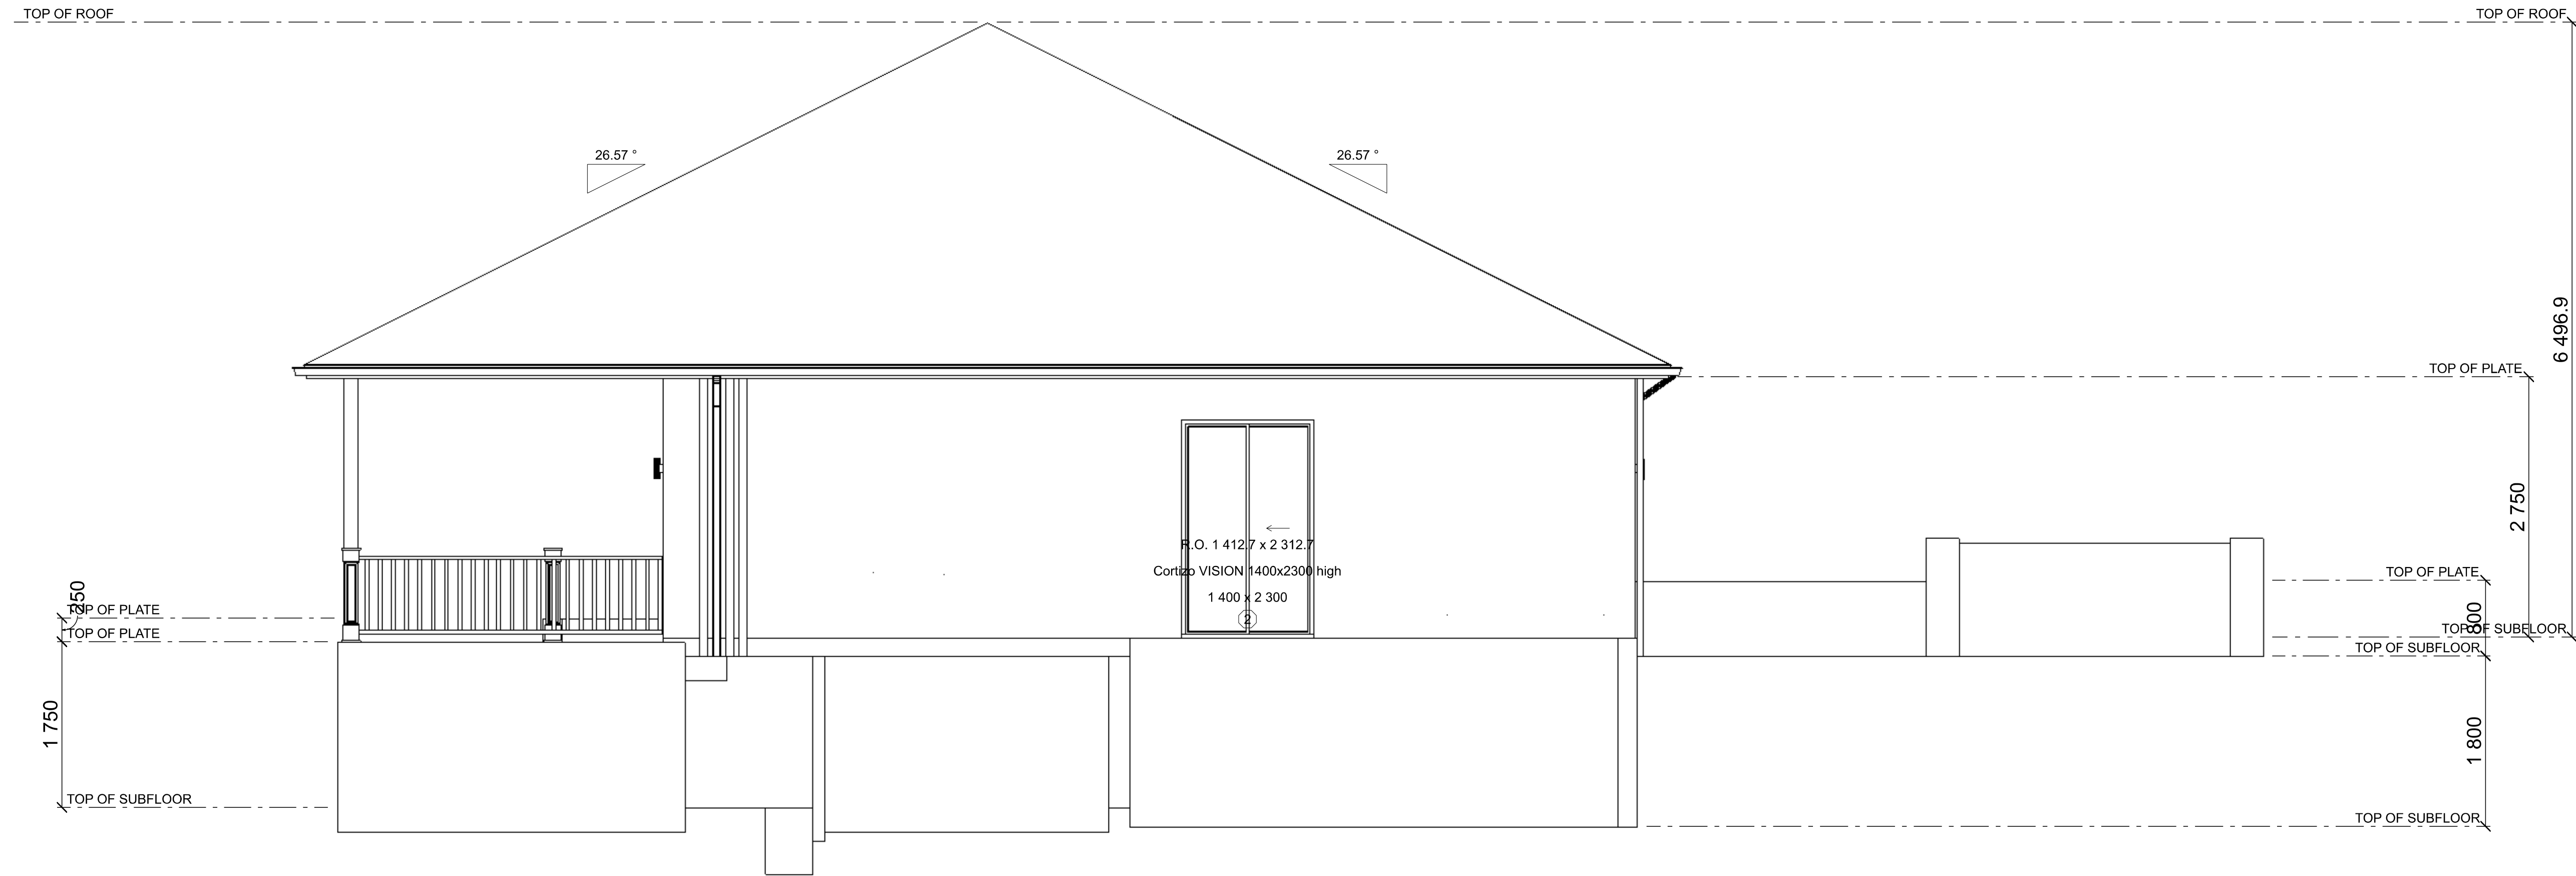 TOP OF ROOF
TOP OF ROOF
26.57 °
26.57 °
6 496.9
TOP OF PLATE
2 750
R.O. 1 412.7 x 2 312.7
Cortizo VISION 1400x2300 high
1 400 x 2 300
2
250
TOP OF PLATE
TOP OF PLATE
1 750
TOP OF SUBFLOOR
TOP OF PLATE
800
TOP OF SUBFLOOR
TOP OF SUBFLOOR
1 800
TOP OF SUBFLOOR